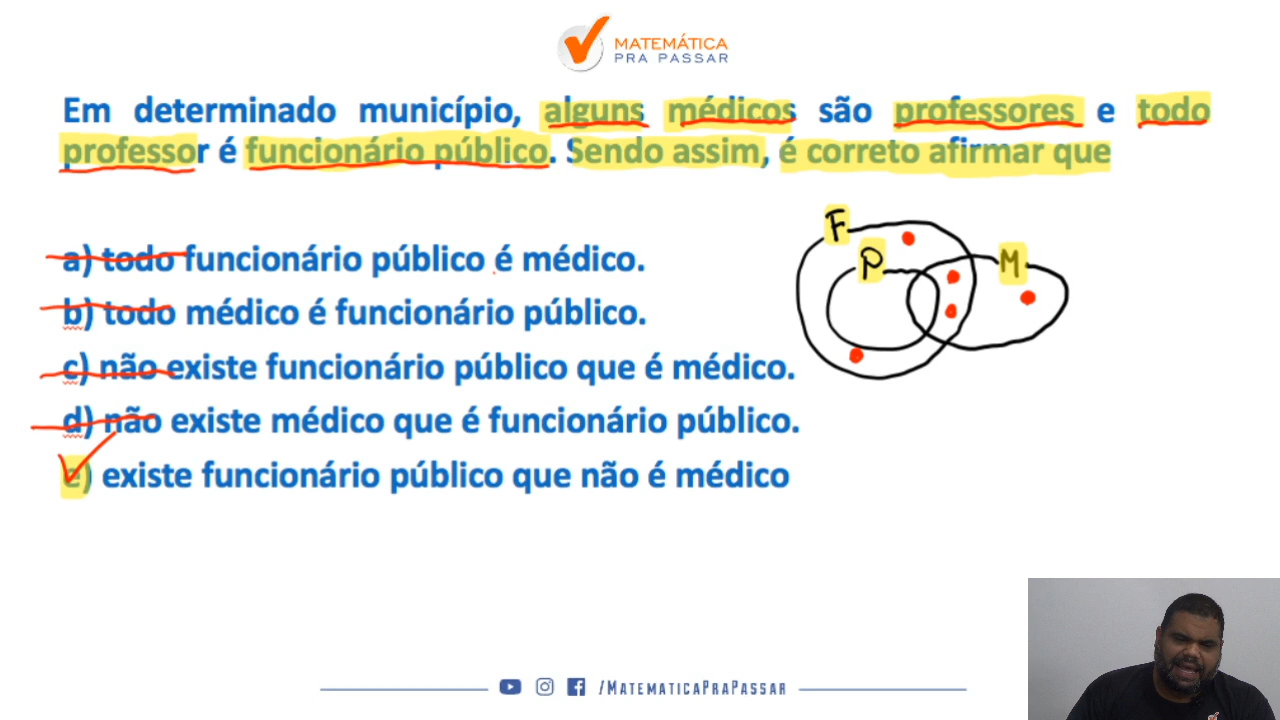 MATEMÁTICA
PRA PASSAR
Em determinado município, alguns médicos são professores e todo
professor é funcionário público. Sendo assim, é correto afirmar que
a) todo funcionário público é médico.
b) todo médico é funcionário público.
c) não existe funcionário público que é médico.
d) não existe médico que é funcionário público.
e) existe funcionário público que não é médico
F
P
M
/MATEMATICAPRAPASSAR